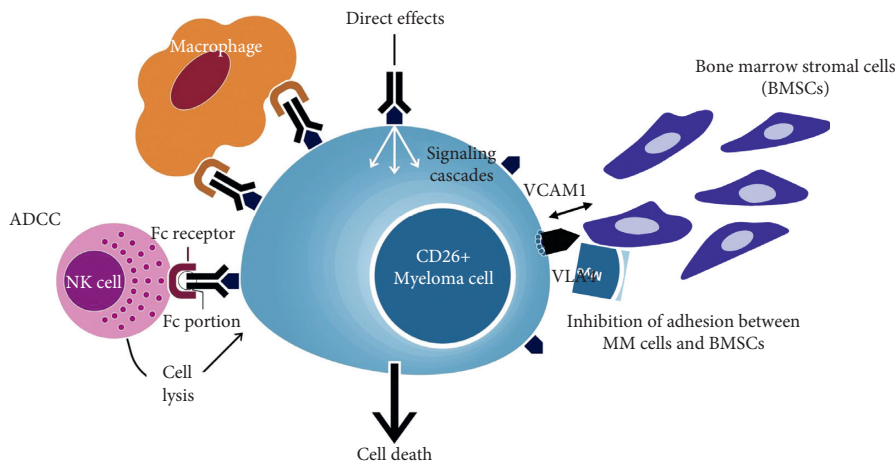 Direct effects
Macrophage
Bone marrow stromal cells
(BMSCs)
Signaling
cascades
VCAM1
ADCC
Fc receptor
NK cell
CD26+
Myeloma cell
Fc portion
Inhibition of adhesion between
MM cells and BMSCs
Cell
lysis
Cell death